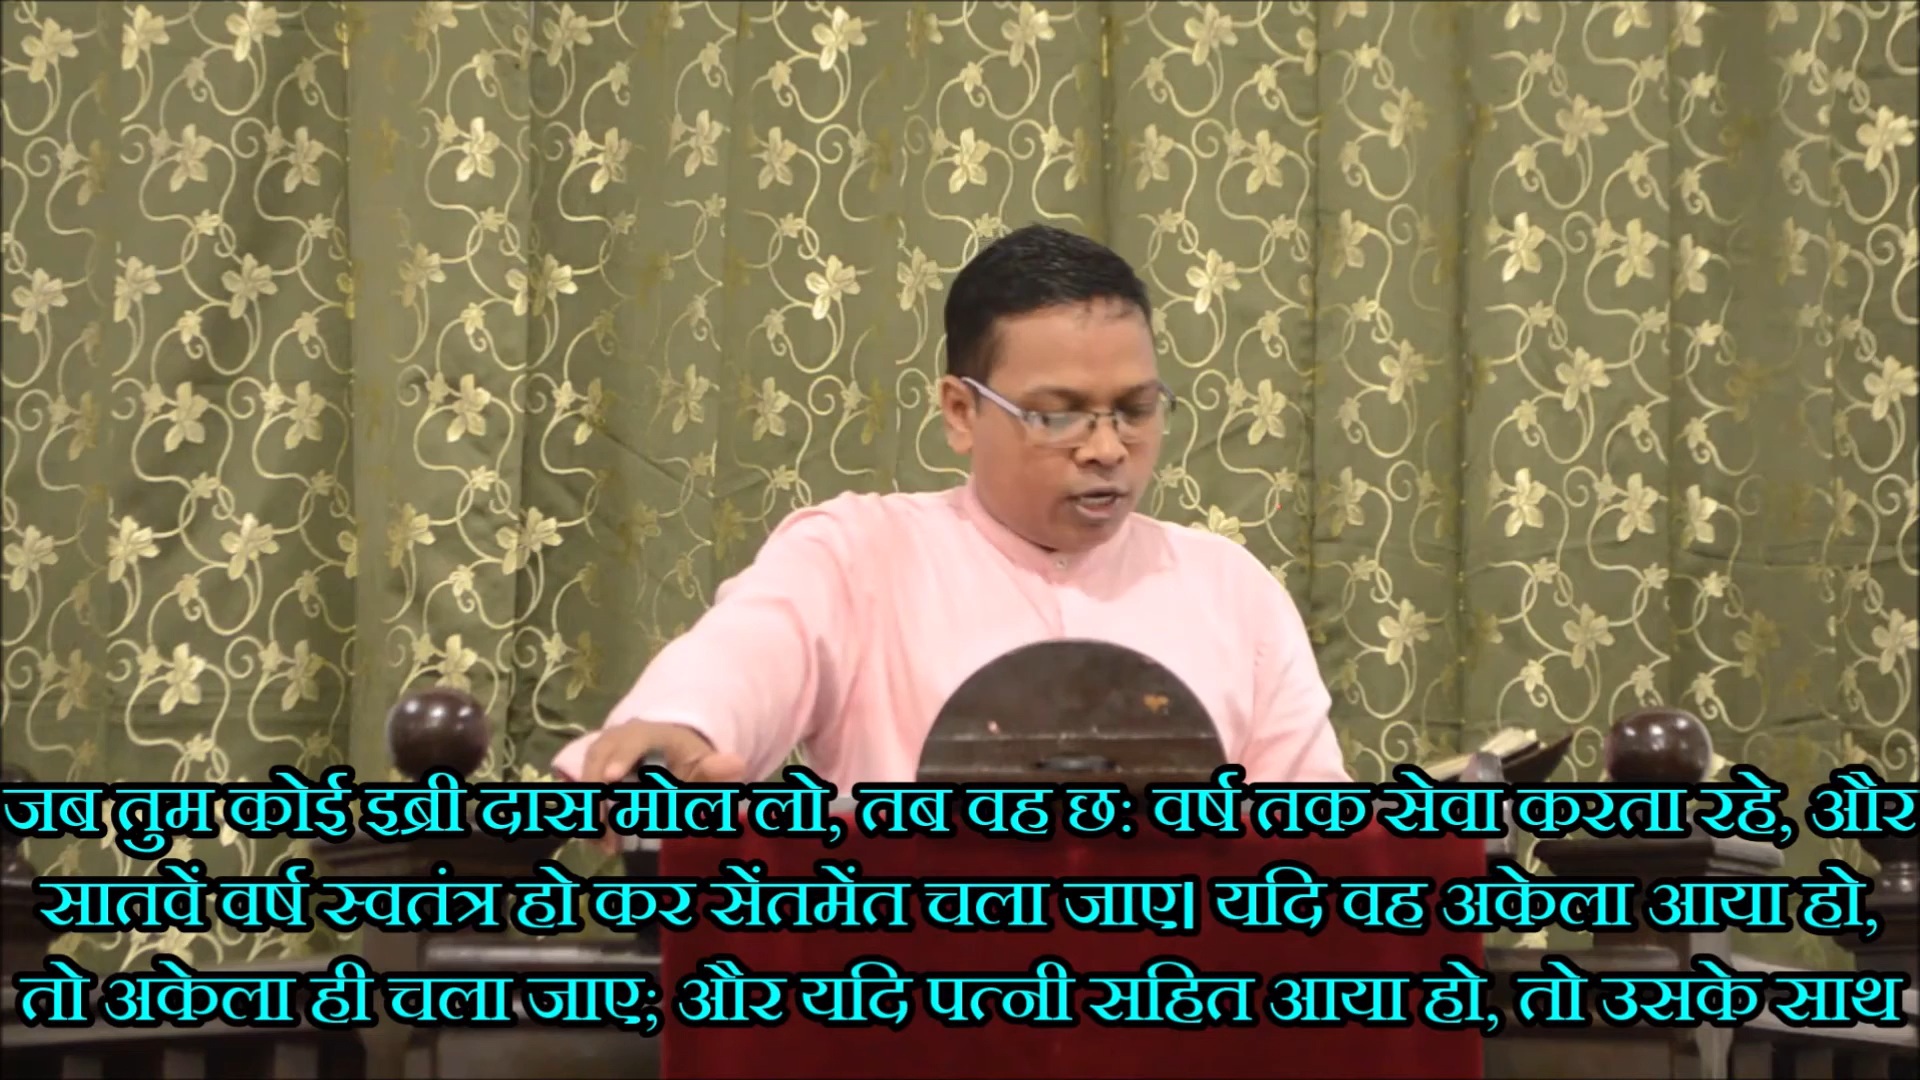 जब तुम कोई इब्री दास मोल लो, तब वह छ: वर्ष तक सेवा करता रहे, और
सातवें वर्ष स्वतंत्र हो कर सेंतमेंत चला जाए। यदि वह अकेला आया हो,
तो अकेला ही चला जाए; और यदि पत्नी सहित आया हो, तो उसके साथ